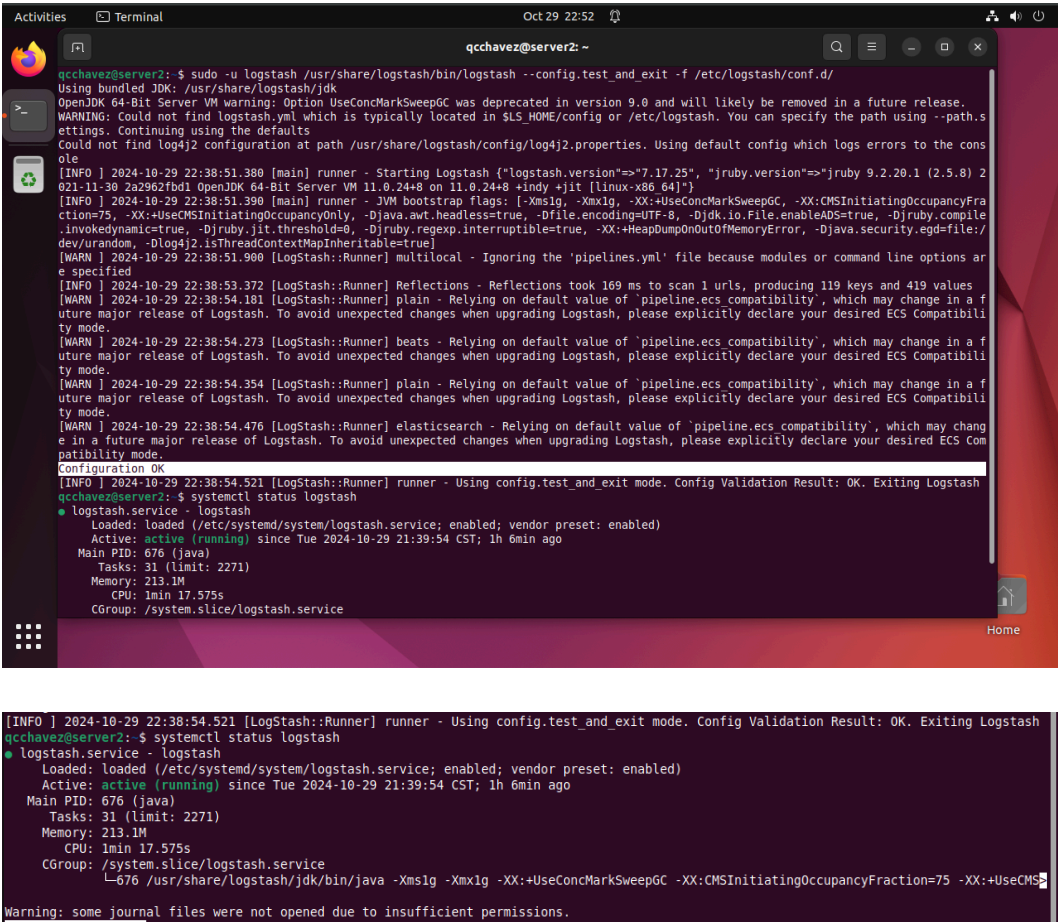 Activities Terminal Oct 29 22:52
qcchavez@server2: ~
qcchavez@server2:~$ sudo -u logstash /usr/share/logstash/bin/logstash --config.test_and_exit -f /etc/logstash/conf.d/
Using bundled JDK: /usr/share/logstash/jdk
OpenJDK 64-Bit Server VM warning: Option UseConcMarkSweepGC was deprecated in version 9.0 and will likely be removed in a future release.
WARNING: Could not find logstash.yml which is typically located in $LS_HOME/config or /etc/logstash. You can specify the path using --path.s
ettings. Continuing using the defaults
Could not find log4j2 configuration at path /usr/share/logstash/config/log4j2.properties. Using default config which logs errors to the cons
ole
[INFO ] 2024-10-29 22:38:51.380 [main] runner - Starting Logstash {"logstash.version"=>"7.17.25", "jruby.version"=>"jruby 9.2.20.1 (2.5.8) 2
021-11-30 2a2962fbd1 OpenJDK 64-Bit Server VM 11.0.24+8 on 11.0.24+8 +indy +jit [linux-x86_64]"}
[INFO ] 2024-10-29 22:38:51.390 [main] runner - JVM bootstrap flags: [-Xms1g, -Xmx1g, -XX:+UseConcMarkSweepGC, -XX:CMSInitiatingOccupancyFra
ction=75, -XX:+UseCMSInitiatingOccupancyOnly, -Djava.awt.headless=true, -Dfile.encoding=UTF-8, -Djdk.io.File.enableADS=true, -Djruby.compile
.invokedynamic=true, -Djruby.jit.threshold=0, -Djruby.regexp.interruptible=true, -XX:+HeapDumpOnOutOfMemoryError, -Djava.security.egd=file:/
dev/urandom, -Dlog4j2.isThreadContextMapInheritable=true]
[WARN ] 2024-10-29 22:38:51.900 [LogStash::Runner] multilocal - Ignoring the 'pipelines.yml' file because modules or command line options ar
e specified
[INFO ] 2024-10-29 22:38:53.372 [LogStash::Runner] Reflections - Reflections took 169 ms to scan 1 urls, producing 119 keys and 419 values
[WARN ] 2024-10-29 22:38:54.181 [LogStash::Runner] plain - Relying on default value of `pipeline.ecs_compatibility`, which may change in a f
uture major release of Logstash. To avoid unexpected changes when upgrading Logstash, please explicitly declare your desired ECS Compatibili
ty mode.
[WARN ] 2024-10-29 22:38:54.273 [LogStash::Runner] beats - Relying on default value of `pipeline.ecs_compatibility`, which may change in a f
uture major release of Logstash. To avoid unexpected changes when upgrading Logstash, please explicitly declare your desired ECS Compatibili
ty mode.
[WARN ] 2024-10-29 22:38:54.354 [LogStash::Runner] plain - Relying on default value of `pipeline.ecs_compatibility`, which may change in a f
uture major release of Logstash. To avoid unexpected changes when upgrading Logstash, please explicitly declare your desired ECS Compatibili
ty mode.
[WARN ] 2024-10-29 22:38:54.476 [LogStash::Runner] elasticsearch - Relying on default value of `pipeline.ecs_compatibility`, which may chang
e in a future major release of Logstash. To avoid unexpected changes when upgrading Logstash, please explicitly declare your desired ECS Com
patibility mode.
Configuration OK
[INFO ] 2024-10-29 22:38:54.521 [LogStash::Runner] runner - Using config.test_and_exit mode. Config Validation Result: OK. Exiting Logstash
qcchavez@server2:~$ systemctl status logstash
● logstash.service - logstash
Loaded: loaded (/etc/systemd/system/logstash.service; enabled; vendor preset: enabled)
Active: active (running) since Tue 2024-10-29 21:39:54 CST; 1h 6min ago
Main PID: 676 (java)
Tasks: 31 (limit: 2271)
Memory: 213.1M
CPU: 1min 17.575s
CGroup: /system.slice/logstash.service
Home
[INFO ] 2024-10-29 22:38:54.521 [LogStash::Runner] runner - Using config.test_and_exit mode. Config Validation Result: OK. Exiting Logstash
qcchavez@server2:~$ systemctl status logstash
● logstash.service - logstash
Loaded: loaded (/etc/systemd/system/logstash.service; enabled; vendor preset: enabled)
Active: active (running) since Tue 2024-10-29 21:39:54 CST; 1h 6min ago
Main PID: 676 (java)
Tasks: 31 (limit: 2271)
Memory: 213.1M
CPU: 1min 17.575s
CGroup: /system.slice/logstash.service
└─676 /usr/share/logstash/jdk/bin/java -Xms1g -Xmx1g -XX:+UseConcMarkSweepGC -XX:CMSInitiatingOccupancyFraction=75 -XX:+UseCMS>
Warning: some journal files were not opened due to insufficient permissions.